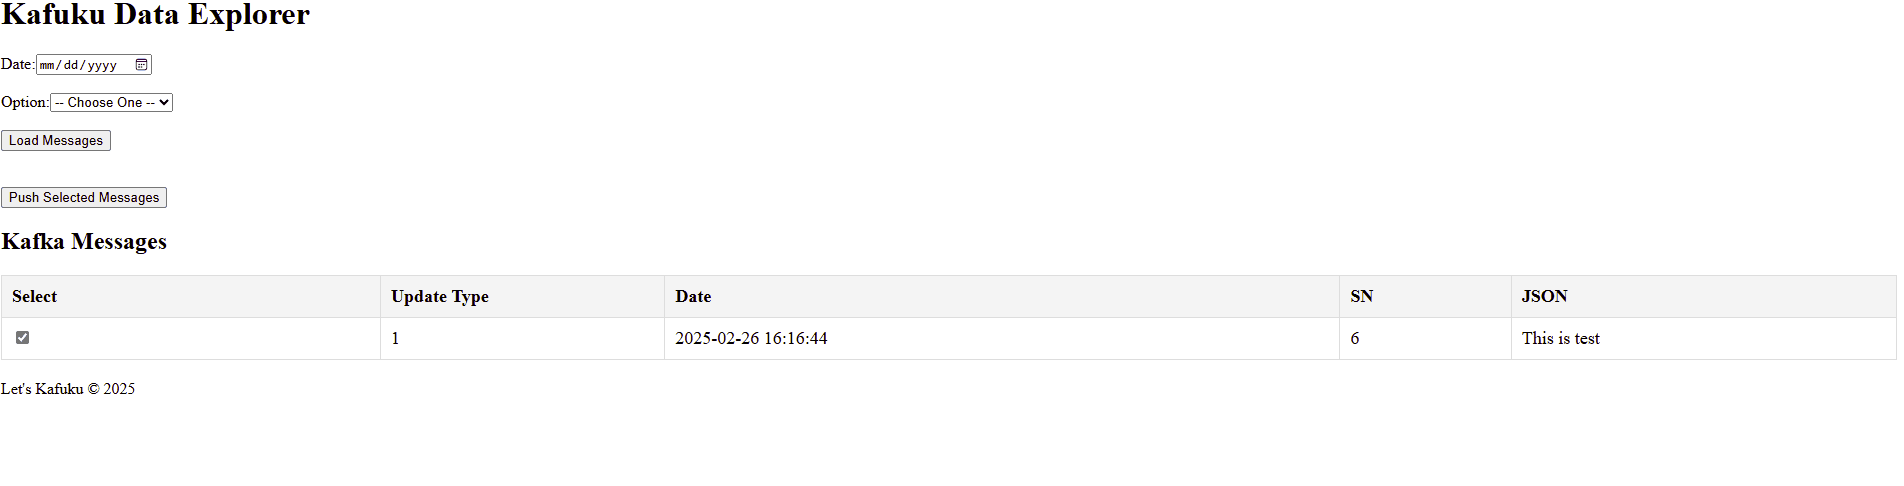 Kafuku Data Explorer
Date: mm/dd/yyyy
Option: -- Choose One --
Load Messages
Push Selected Messages
Kafka Messages
Select Update Type Date SN JSON
1 2025-02-26 16:16:44 6 This is test
Let's Kafuku © 2025